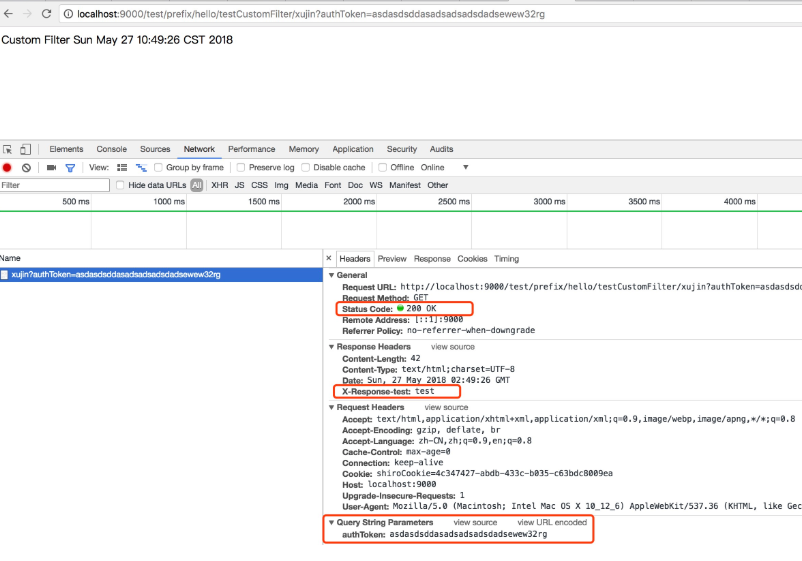 localhost:9000/test/prefix/hello/testCustomFilter/xujin?authToken=asdasdsddasadsadsadsdadsewew32rg
Custom Filter Sun May 27 10:49:26 CST 2018
Elements Console Sources Network Performance Memory Application Security Audits
View: Group by frame Preserve log Disable cache Offline Online
Filter Hide data URLs All XHR JS CSS Img Media Font Doc WS Manifest Other
500 ms 1000 ms 1500 ms 2000 ms 2500 ms 3000 ms 3500 ms 4000 ms
Name
xujin?authToken=asdasdsddasadsadsadsdadsewew32rg
× Headers Preview Response Cookies Timing
General
Request URL: http://localhost:9000/test/prefix/hello/testCustomFilter/xujin?authToken=asdasdsdd
Request Method: GET
Status Code: 200 OK
Remote Address: [::1]:9000
Referrer Policy: no-referrer-when-downgrade
Response Headers view source
Content-Length: 42
Content-Type: text/html;charset=UTF-8
Date: Sun, 27 May 2018 02:49:26 GMT
X-Response-test: test
Request Headers view source
Accept: text/html,application/xhtml+xml,application/xml;q=0.9,image/webp,image/apng,*/*;q=0.8
Accept-Encoding: gzip, deflate, br
Accept-Language: zh-CN,zh;q=0.9,en;q=0.8
Cache-Control: max-age=0
Connection: keep-alive
Cookie: shiroCookie=4c347427-abdb-433c-b035-c63bdc8009ea
Host: localhost:9000
Upgrade-Insecure-Requests: 1
User-Agent: Mozilla/5.0 (Macintosh; Intel Mac OS X 10_12_6) AppleWebKit/537.36 (KHTML, like Gec
Query String Parameters view source view URL encoded
authToken: asdasdsddasadsadsadsdadsewew32rg